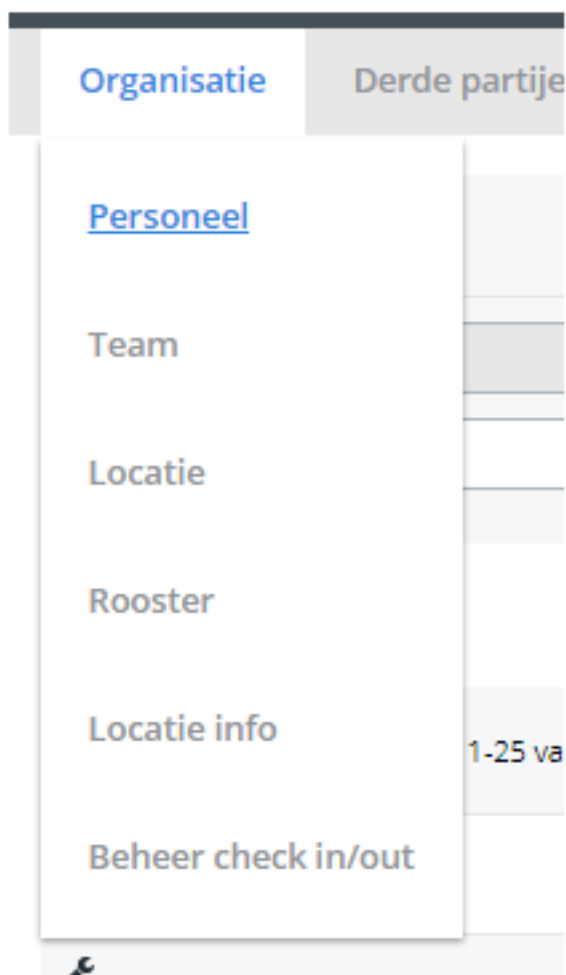 Organisatie Derde partije
Personeel
Team
Locatie
Rooster
Locatie info
1-25 va
Beheer check in/out